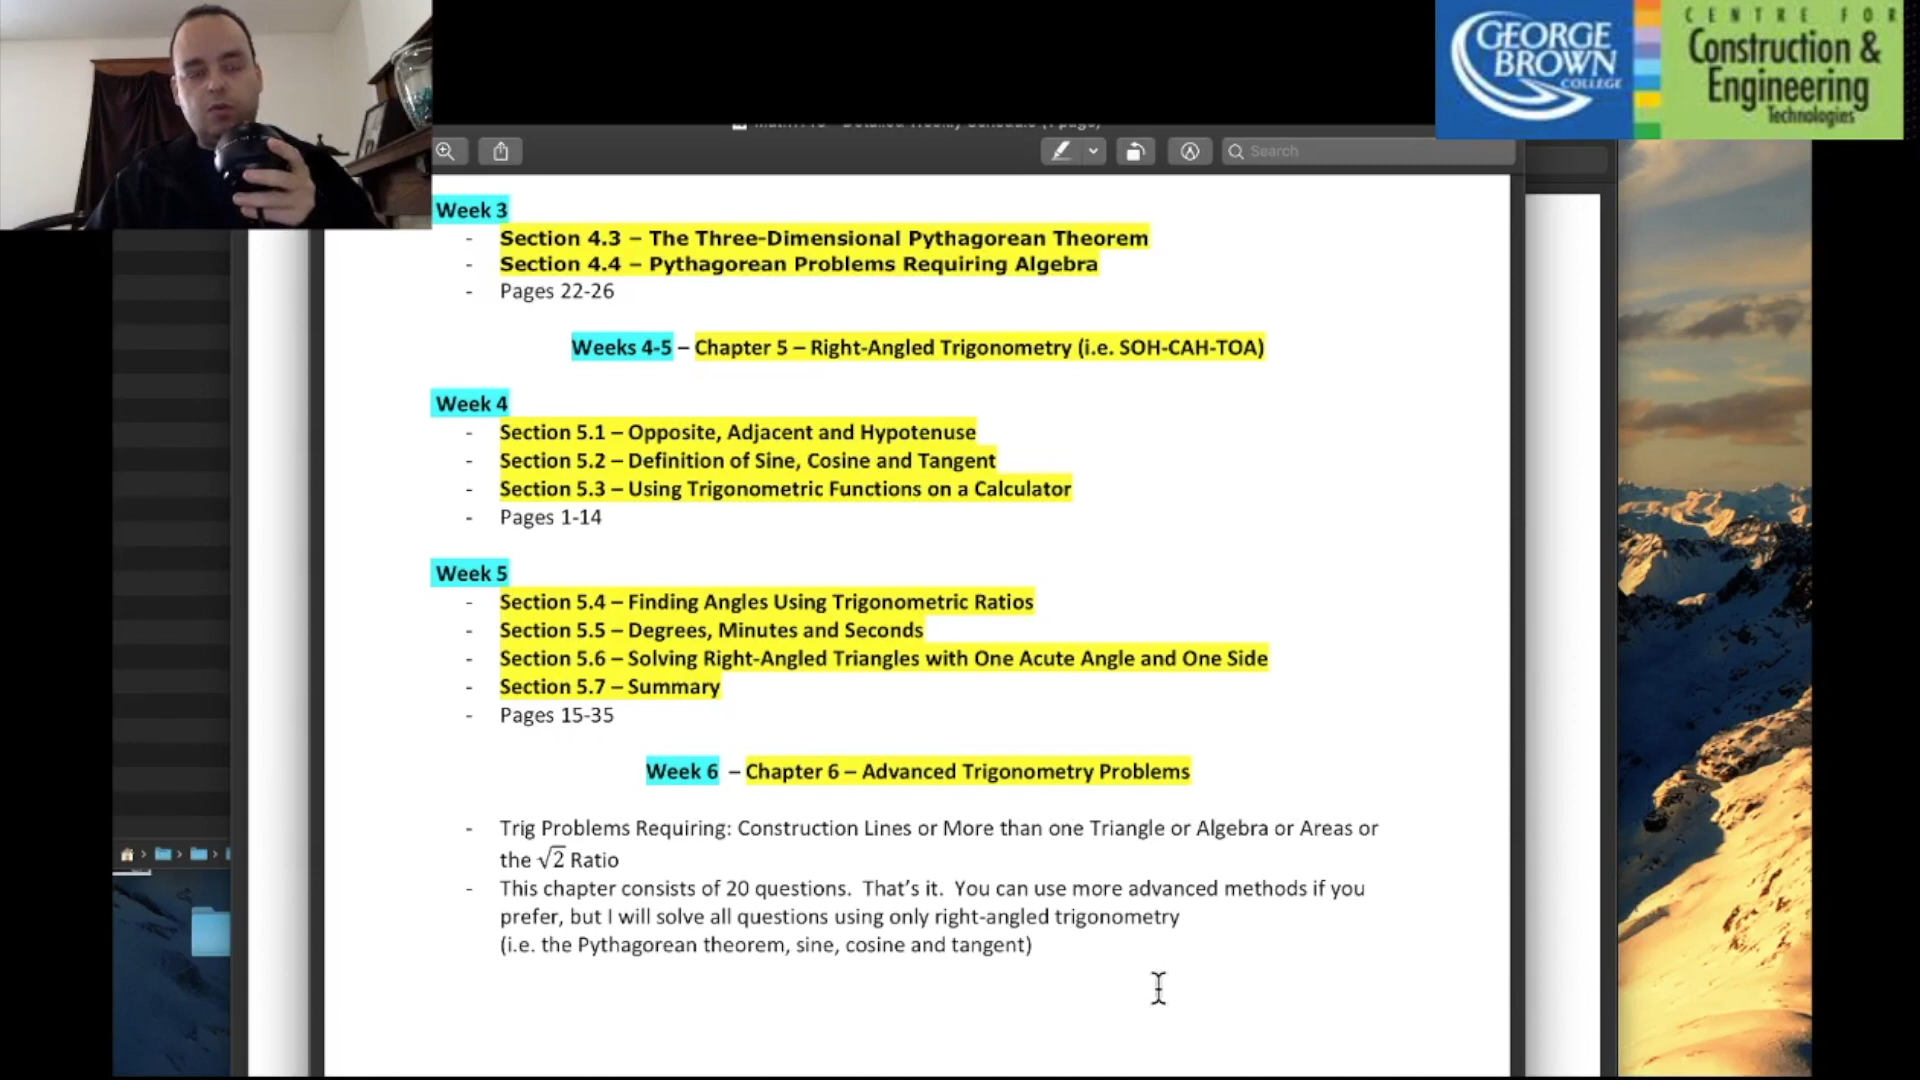 CENTRE FOR
GEORGE
BROWN
COLLEGE
Construction &
Engineering
Technologies
Search
Week 3
- Section 4.3 – The Three-Dimensional Pythagorean Theorem
- Section 4.4 – Pythagorean Problems Requiring Algebra
- Pages 22-26
Weeks 4-5 – Chapter 5 – Right-Angled Trigonometry (i.e. SOH-CAH-TOA)
Week 4
- Section 5.1 – Opposite, Adjacent and Hypotenuse
- Section 5.2 – Definition of Sine, Cosine and Tangent
- Section 5.3 – Using Trigonometric Functions on a Calculator
- Pages 1-14
Week 5
- Section 5.4 – Finding Angles Using Trigonometric Ratios
- Section 5.5 – Degrees, Minutes and Seconds
- Section 5.6 – Solving Right-Angled Triangles with One Acute Angle and One Side
- Section 5.7 – Summary
- Pages 15-35
Week 6 – Chapter 6 – Advanced Trigonometry Problems
- Trig Problems Requiring: Construction Lines or More than one Triangle or Algebra or Areas or
the √2 Ratio
- This chapter consists of 20 questions. That's it. You can use more advanced methods if you
prefer, but I will solve all questions using only right-angled trigonometry
(i.e. the Pythagorean theorem, sine, cosine and tangent)